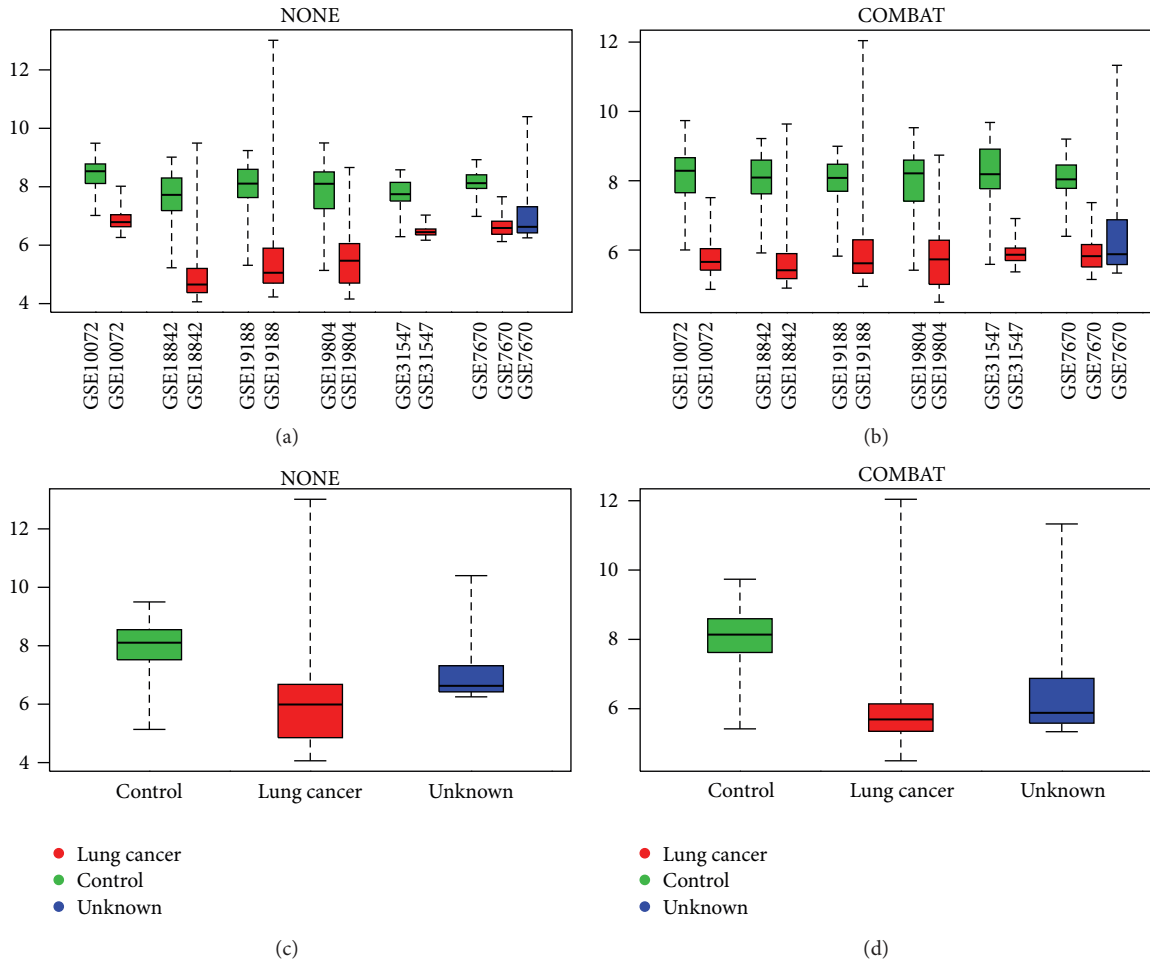 NONE
12
10
8
6
4
GSE10072
GSE10072
GSE18842
GSE18842
GSE19188
GSE19188
GSE19804
GSE19804
GSE31547
GSE31547
GSE7670
GSE7670
GSE7670
(a)
COMBAT
12
10
8
6
GSE10072
GSE10072
GSE18842
GSE18842
GSE19188
GSE19188
GSE19804
GSE19804
GSE31547
GSE31547
GSE7670
GSE7670
GSE7670
(b)
NONE
12
10
8
6
4
Control Lung cancer Unknown
Lung cancer
Control
Unknown
(c)
COMBAT
12
10
8
6
Control Lung cancer Unknown
Lung cancer
Control
Unknown
(d)